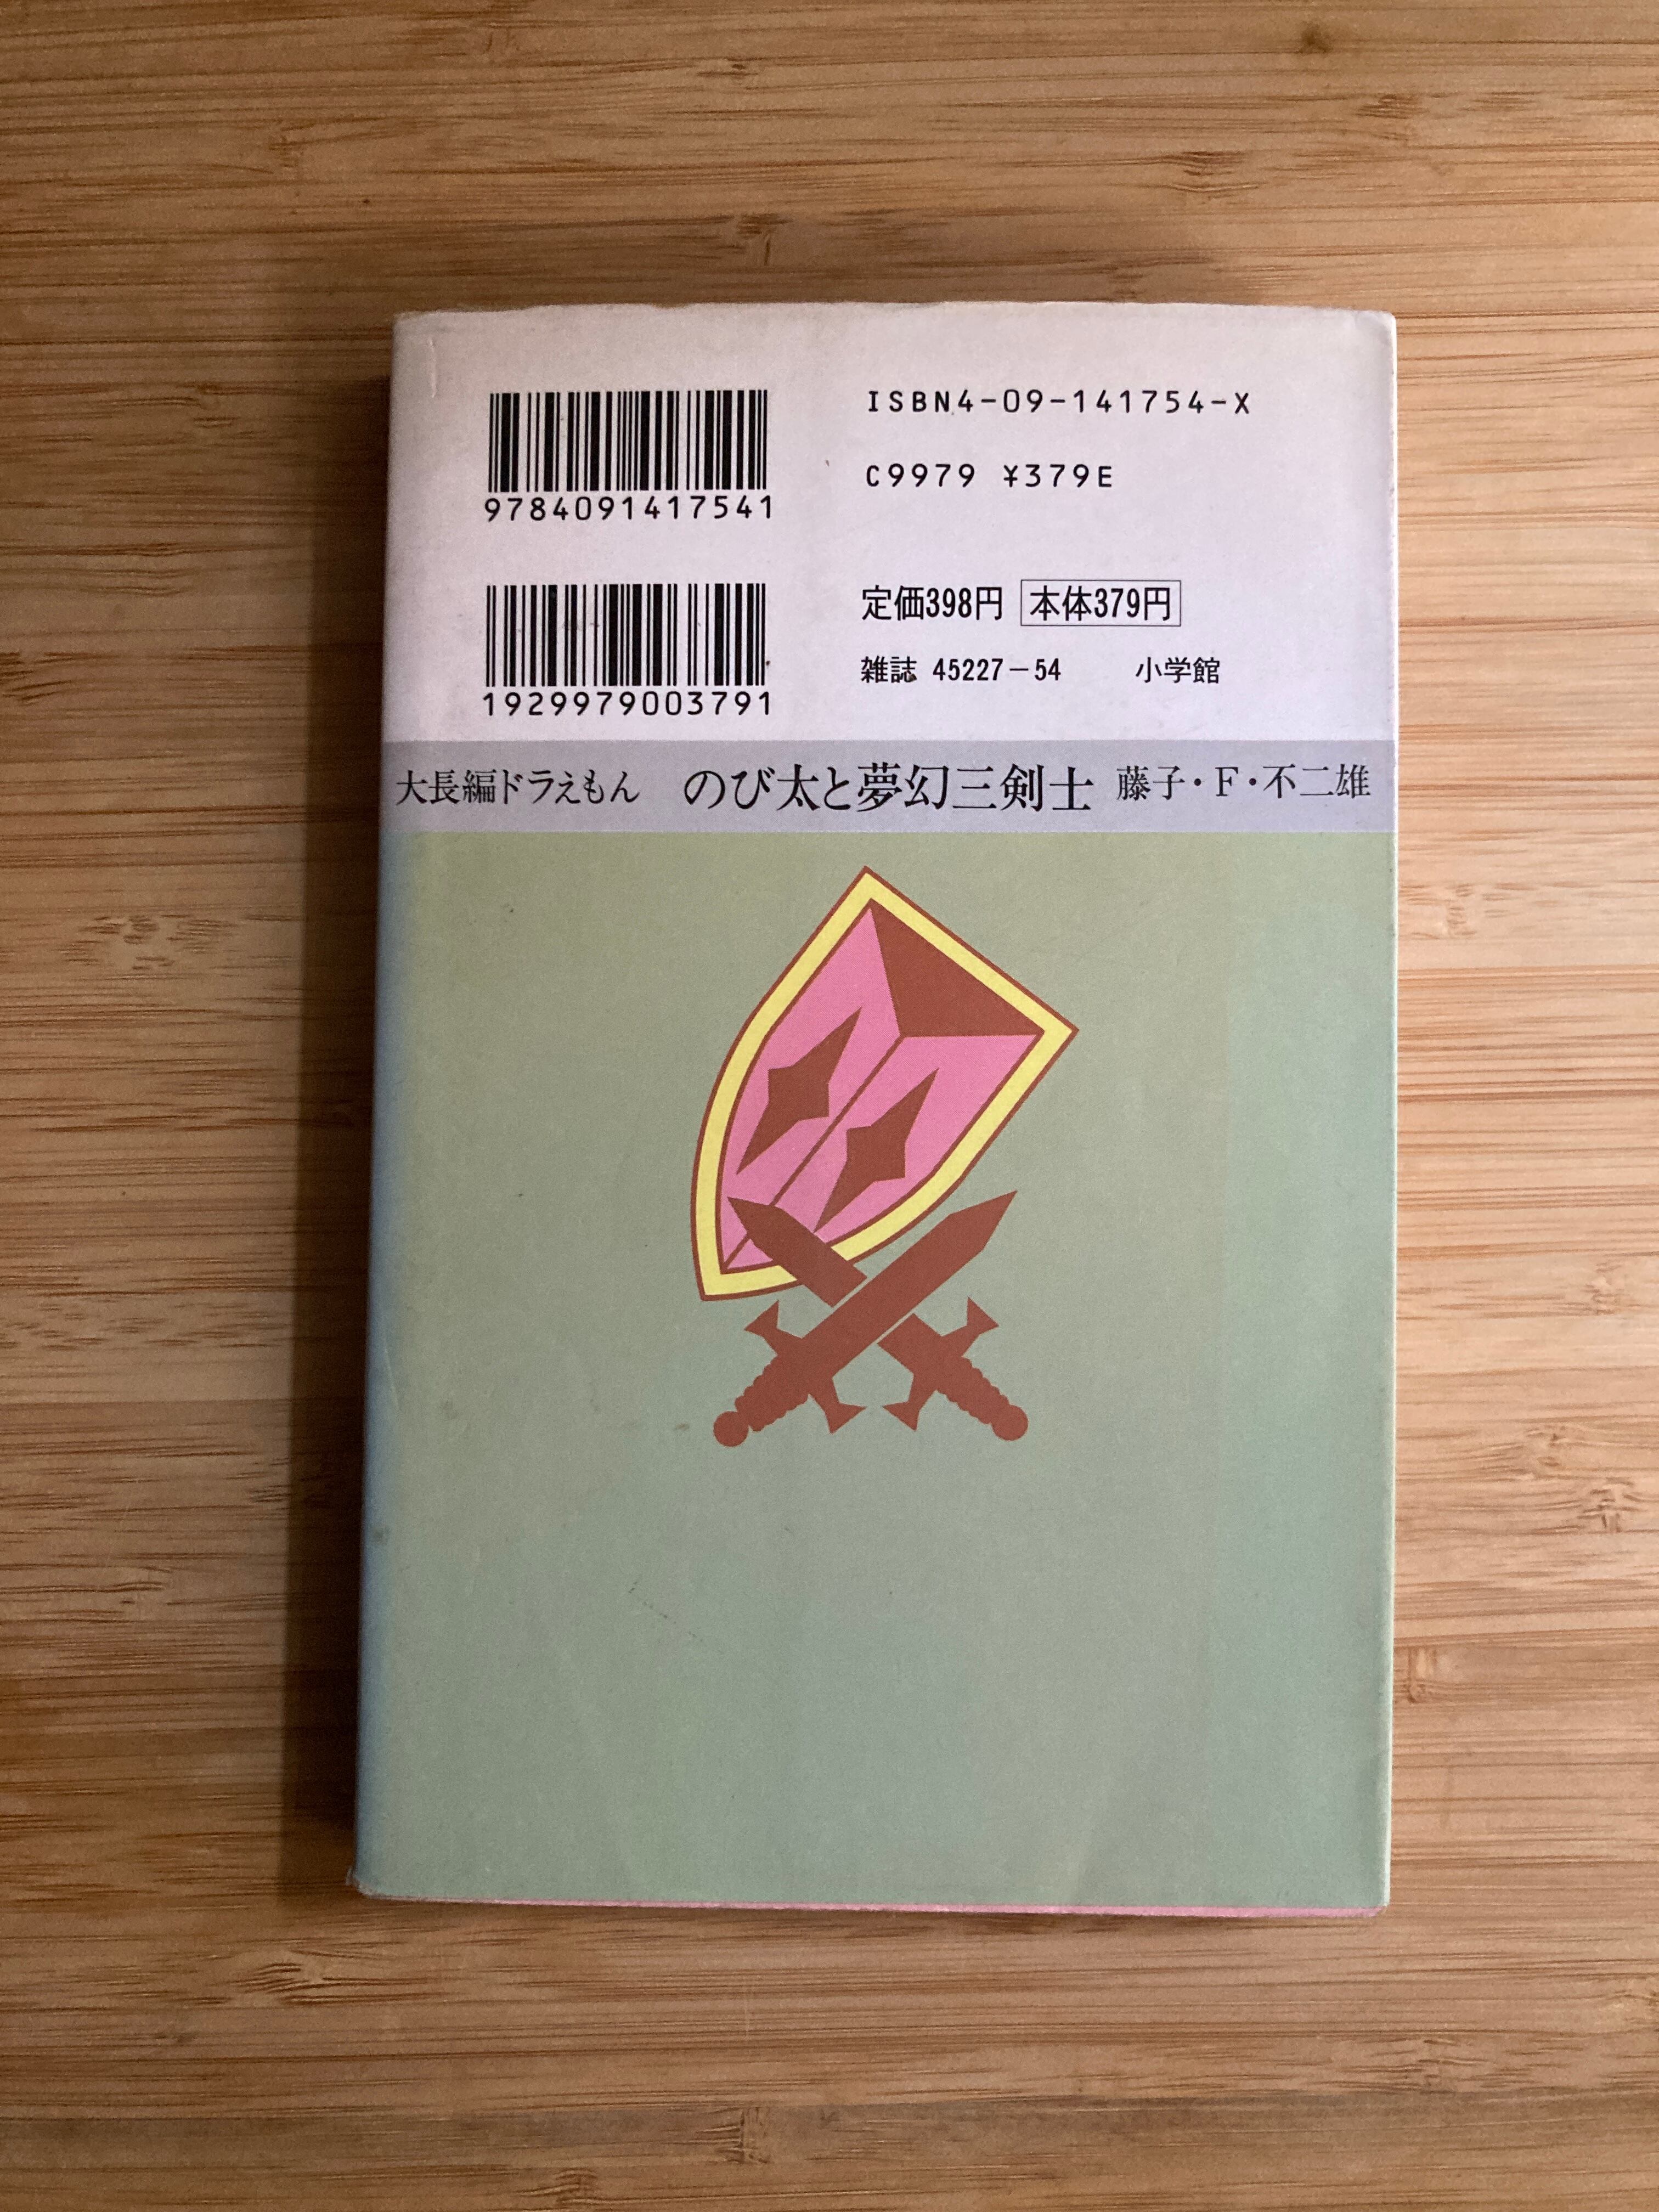 ISBN4-09-141754-X
C9979 ¥379E
9784091417541
定価398円 本体379円
雑誌 45227-54 小学館
1929979003791
大長編ドラえもん のび太と夢幻三剣士 藤子・F・不二雄